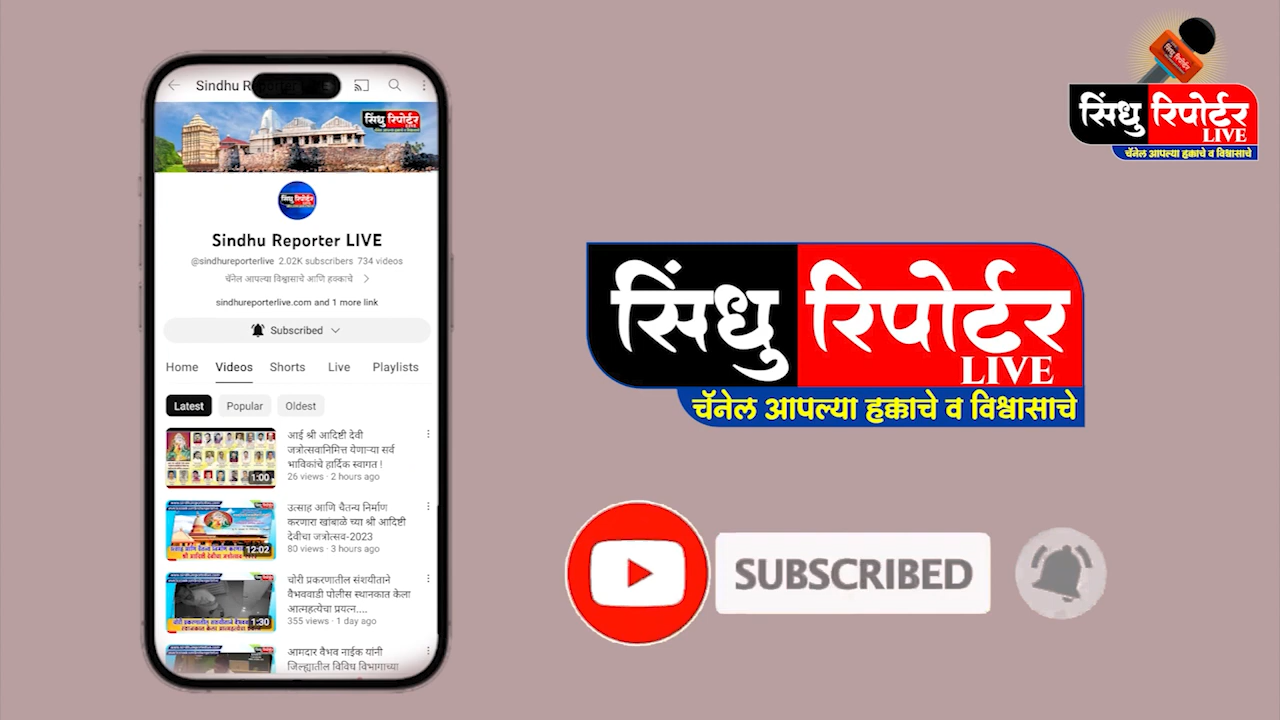 Sindhu R
सिंधु रिपोर्टर
LIVE
Sindhu Reporter LIVE
@sindhureporterlive 2.02K subscribers 734 videos
चॅनेल आपल्या विश्वासाचे आणि हक्काचे
sindhureporterlive.com and 1 more link
Subscribed
Home Videos Shorts Live Playlists
Latest Popular Oldest
आई श्री आदिष्टी देवी
जत्रोत्सवानिमित्त येणाऱ्या सर्व
भाविकांचे हार्दिक स्वागत !
26 views · 2 hours ago
1:00
उत्साह आणि चैतन्य निर्माण
करणारा खांबाळे च्या श्री आदिष्टी
देवीचा जत्रोत्सव-2023
80 views · 3 hours ago
12:02
चोरी प्रकरणातील संशयीताने
वैभववाडी पोलीस स्थानकात केला
आत्महत्येचा प्रयत्न....
355 views · 1 day ago
1:30
आमदार वैभव नाईक यांनी
जिल्ह्यातील विविध विभागाच्या
सिंधु रिपोर्टर
LIVE
चॅनेल आपल्या हक्काचे व विश्वासाचे
सिंधु रिपोर्टर
LIVE
चॅनेल आपल्या हक्काचे व विश्वासाचे
SUBSCRIBED